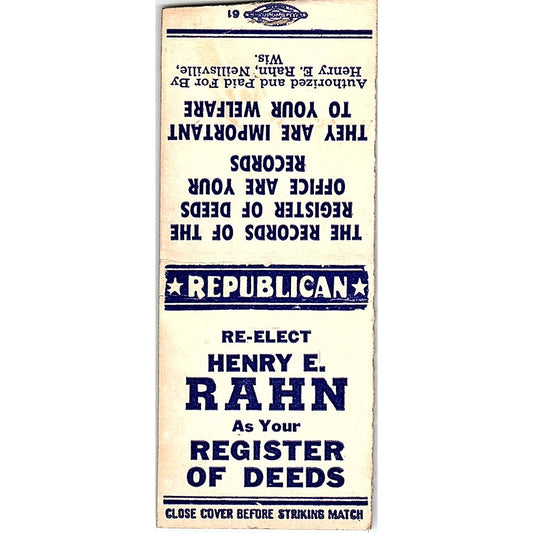 REPUBLICAN
RE-ELECT
HENRY E.
RAHN
As Your
REGISTER
OF DEEDS
CLOSE COVER BEFORE STRIKING MATCH
THE RECORDS OF THE
REGISTER OF DEEDS
OFFICE ARE YOUR
RECORDS
THEY ARE IMPORTANT
TO YOUR WELFARE
Authorized and Paid For By
Henry E. Rahn, Neillsville,
Wis.
61